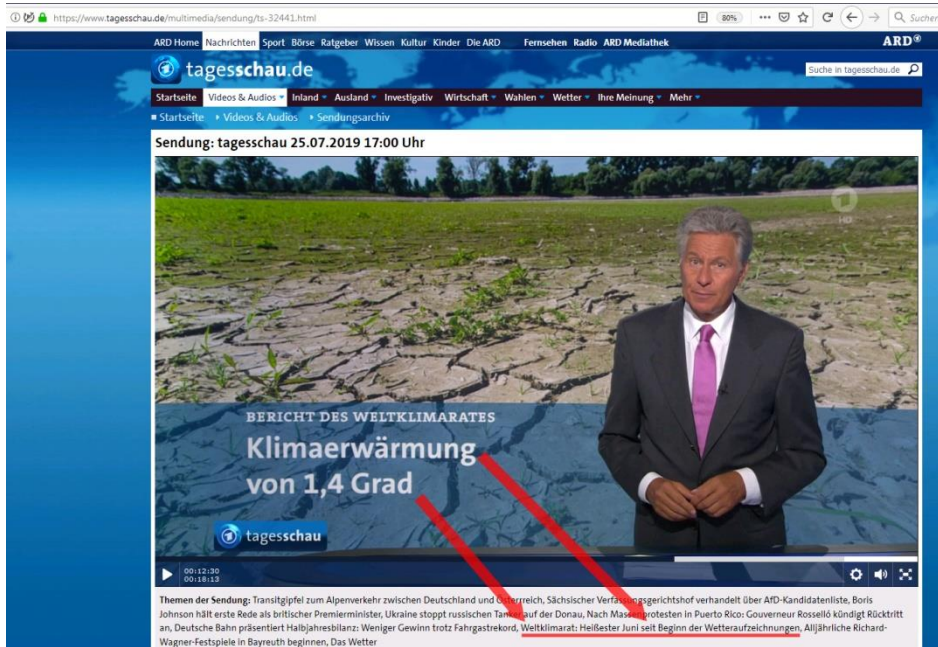 https://www.tagesschau.de/multimedia/sendung/ts-32441.html 80% Suchen
ARD Home Nachrichten Sport Börse Ratgeber Wissen Kultur Kinder Die ARD Fernsehen Radio ARD Mediathek ARD
tagesschau.de Suche in tagesschau.de
Startseite Videos & Audios Inland Ausland Investigativ Wirtschaft Wahlen Wetter Ihre Meinung Mehr
Startseite Videos & Audios Sendungsarchiv
Sendung: tagesschau 25.07.2019 17:00 Uhr
HD
BERICHT DES WELTKLIMARATES
Klimaerwärmung
von 1,4 Grad
tagesschau
00:12:30
00:18:13
Themen der Sendung: Transitgipfel zum Alpenverkehr zwischen Deutschland und Österreich, Sächsischer Verfassungsgerichtshof verhandelt über AfD-Kandidatenliste, Boris
Johnson hält erste Rede als britischer Premierminister, Ukraine stoppt russischen Tanker auf der Donau, Nach Massenprotesten in Puerto Rico: Gouverneur Rosselló kündigt Rücktritt
an, Deutsche Bahn präsentiert Halbjahresbilanz: Weniger Gewinn trotz Fahrgastrekord, Weltklimarat: Heißester Juni seit Beginn der Wetteraufzeichnungen, Alljährliche Richard-
Wagner-Festspiele in Bayreuth beginnen, Das Wetter